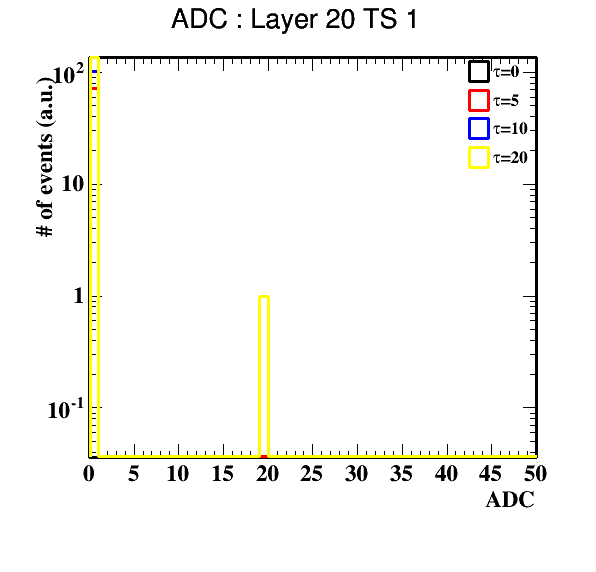 ADC : Layer 20 TS 1
# of events (a.u.)
10²
10
1
10⁻¹
τ=0
τ=5
τ=10
τ=20
0 5 10 15 20 25 30 35 40 45 50
ADC